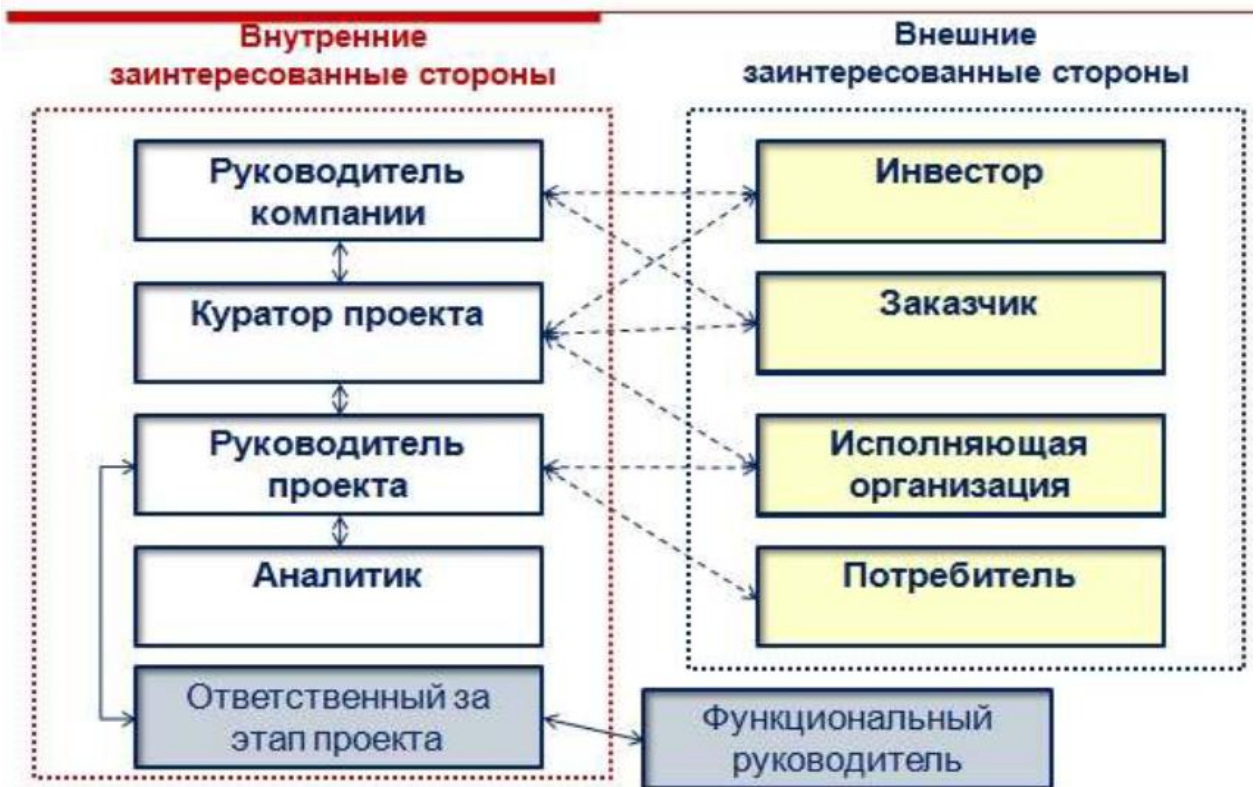 Внутренние
заинтересованные стороны
Внешние
заинтересованные стороны
Руководитель
компании
Куратор проекта
Руководитель
проекта
Аналитик
Ответственный за
этап проекта
Инвестор
Заказчик
Исполняющая
организация
Потребитель
Функциональный
руководитель